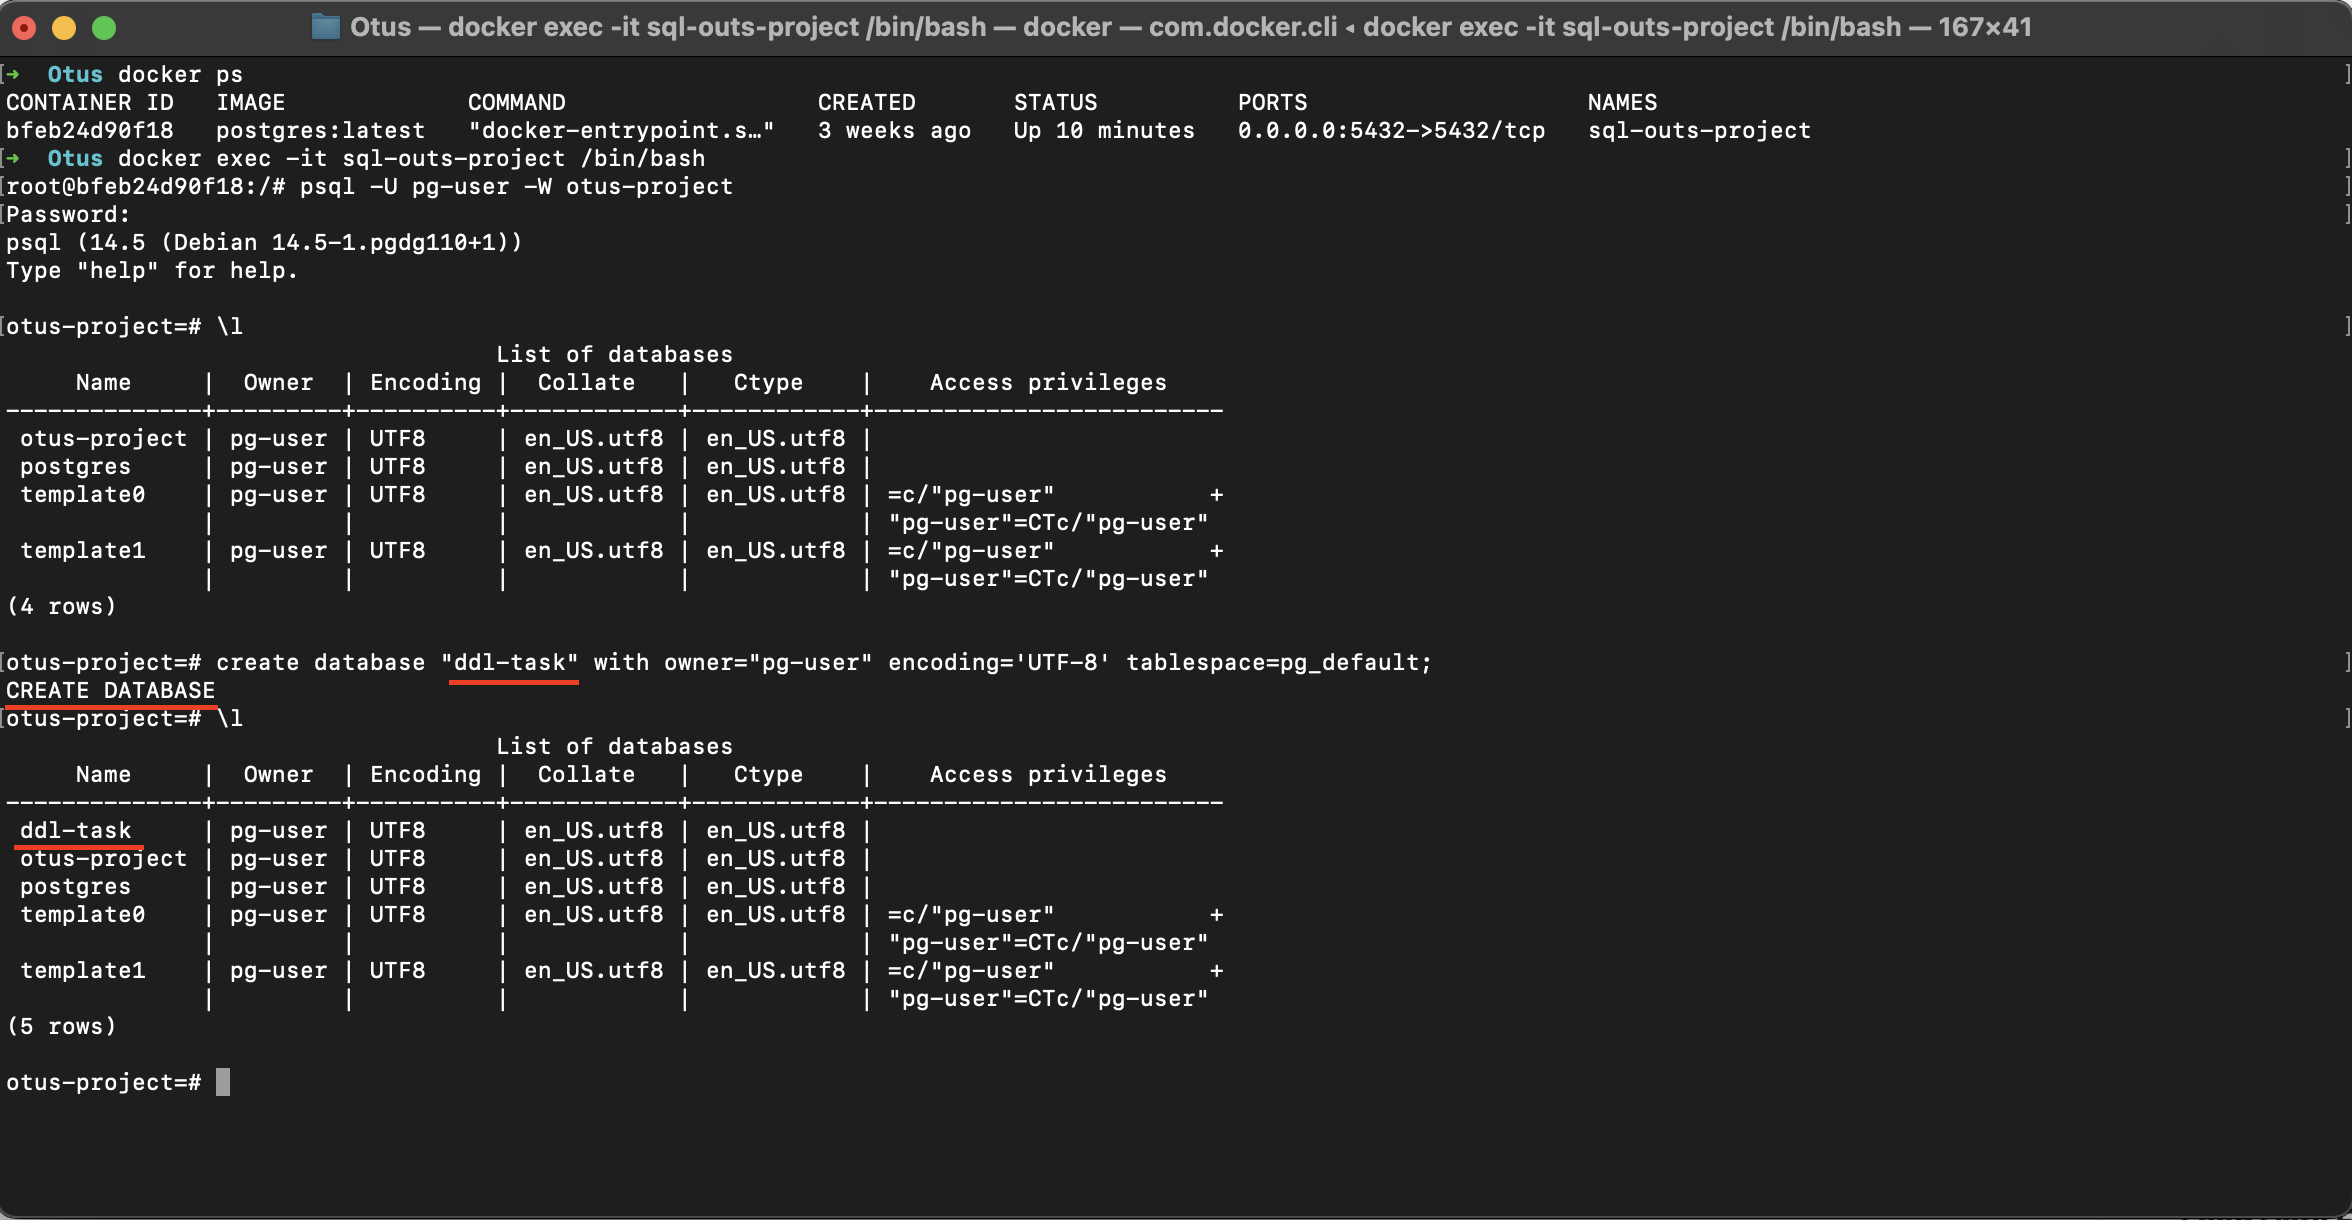 Otus — docker exec -it sql-outs-project /bin/bash — docker — com.docker.cli ◂ docker exec -it sql-outs-project /bin/bash — 167×41
[➜  Otus docker ps ]
CONTAINER ID   IMAGE             COMMAND                  CREATED       STATUS          PORTS                    NAMES
bfeb24d90f18   postgres:latest   "docker-entrypoint.s…"   3 weeks ago   Up 10 minutes   0.0.0.0:5432->5432/tcp   sql-outs-project
[➜  Otus docker exec -it sql-outs-project /bin/bash ]
[root@bfeb24d90f18:/# psql -U pg-user -W otus-project ]
[Password: ]
psql (14.5 (Debian 14.5-1.pgdg110+1))
Type "help" for help.
[otus-project=# \l ]
                                   List of databases
     Name     |  Owner  | Encoding |  Collate   |   Ctype    |    Access privileges
--------------+---------+----------+------------+------------+-------------------------
 otus-project | pg-user | UTF8     | en_US.utf8 | en_US.utf8 |
 postgres     | pg-user | UTF8     | en_US.utf8 | en_US.utf8 |
 template0    | pg-user | UTF8     | en_US.utf8 | en_US.utf8 | =c/"pg-user"           +
              |         |          |            |            | "pg-user"=CTc/"pg-user"
 template1    | pg-user | UTF8     | en_US.utf8 | en_US.utf8 | =c/"pg-user"           +
              |         |          |            |            | "pg-user"=CTc/"pg-user"
(4 rows)
[otus-project=# create database "ddl-task" with owner="pg-user" encoding='UTF-8' tablespace=pg_default; ]
CREATE DATABASE
[otus-project=# \l ]
                                   List of databases
     Name     |  Owner  | Encoding |  Collate   |   Ctype    |    Access privileges
--------------+---------+----------+------------+------------+-------------------------
 ddl-task     | pg-user | UTF8     | en_US.utf8 | en_US.utf8 |
 otus-project | pg-user | UTF8     | en_US.utf8 | en_US.utf8 |
 postgres     | pg-user | UTF8     | en_US.utf8 | en_US.utf8 |
 template0    | pg-user | UTF8     | en_US.utf8 | en_US.utf8 | =c/"pg-user"           +
              |         |          |            |            | "pg-user"=CTc/"pg-user"
 template1    | pg-user | UTF8     | en_US.utf8 | en_US.utf8 | =c/"pg-user"           +
              |         |          |            |            | "pg-user"=CTc/"pg-user"
(5 rows)
otus-project=#